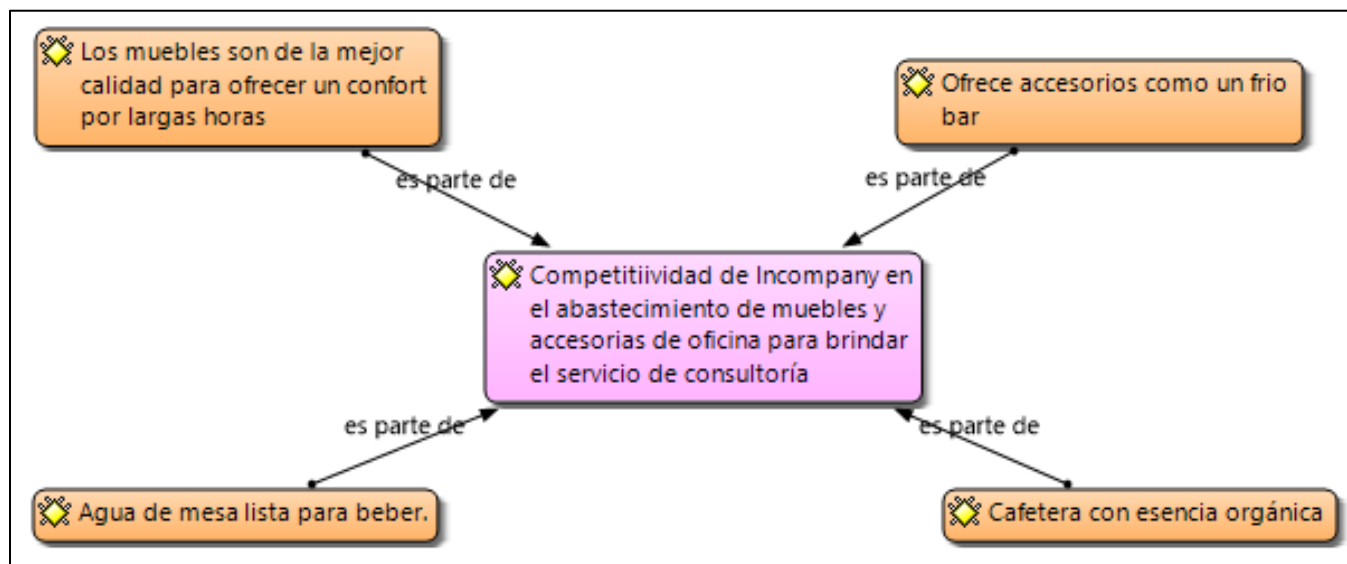 Los muebles son de la mejor
calidad para ofrecer un confort
por largas horas
Ofrece accesorios como un frio
bar
es parte de
es parte de
Competitiividad de Incompany en
el abastecimiento de muebles y
accesorias de oficina para brindar
el servicio de consultoría
es parte de
es parte de
Agua de mesa lista para beber.
Cafetera con esencia orgánica